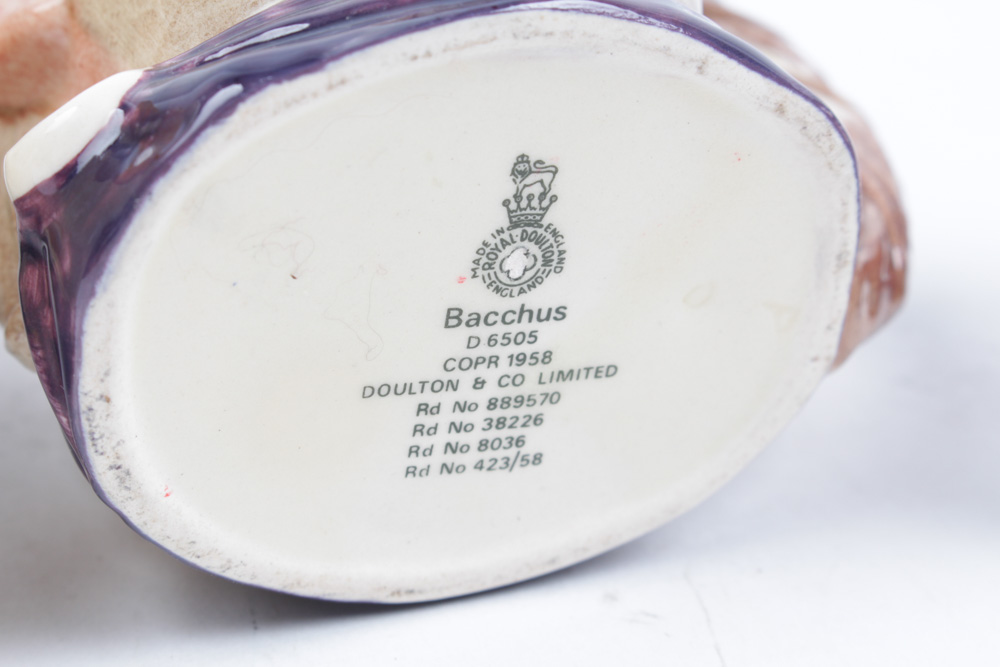 MADE IN ENGLAND
ROYAL·DOULTON
ENGLAND
Bacchus
D 6505
COPR 1958
DOULTON & CO LIMITED
Rd No 889570
Rd No 38226
Rd No 8036
Rd No 423/58